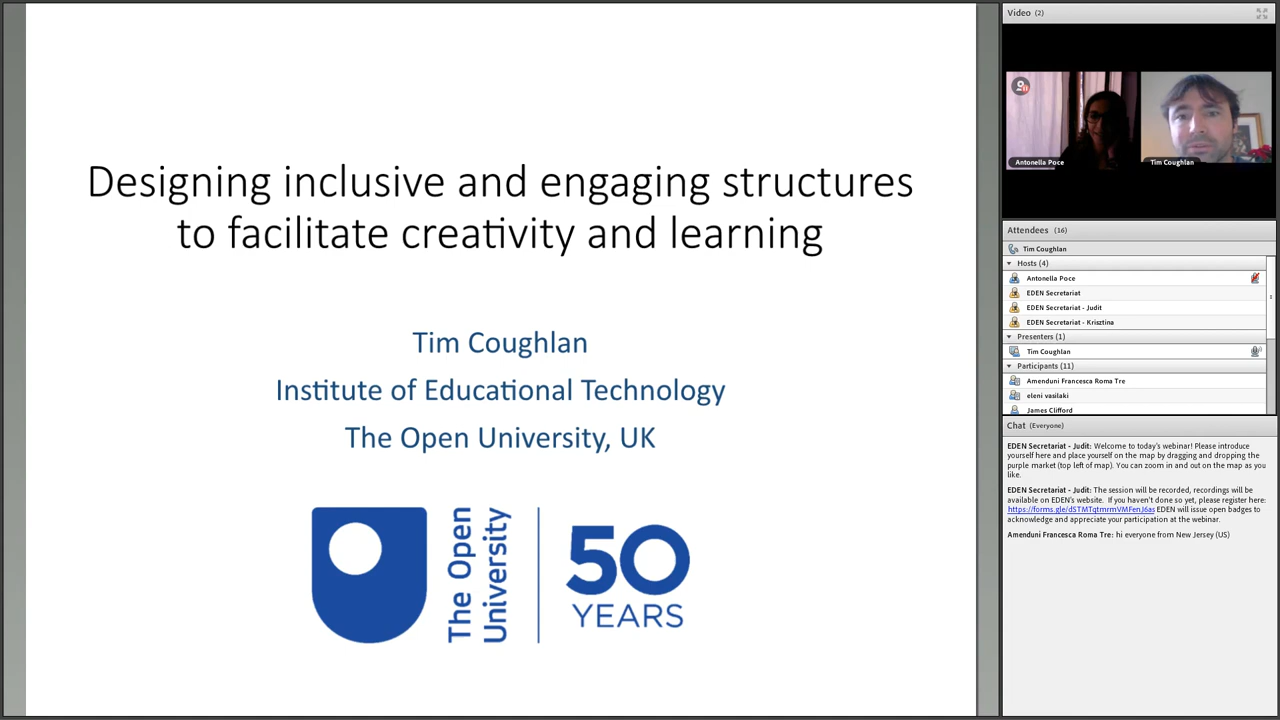 Designing inclusive and engaging structures
to facilitate creativity and learning
Tim Coughlan
Institute of Educational Technology
The Open University, UK
The Open
University
50
YEARS
Video (2)
Antonella Poce
Tim Coughlan
Attendees (16)
Tim Coughlan
Hosts (4)
Antonella Poce
EDEN Secretariat
EDEN Secretariat - Judit
EDEN Secretariat - Krisztina
Presenters (1)
Tim Coughlan
Participants (11)
Amenduni Francesca Roma Tre
eleni vasilaki
James Clifford
Chat (Everyone)
EDEN Secretariat - Judit: Welcome to today's webinar! Please introduce
yourself here and place yourself on the map by dragging and dropping the
purple market (top left of map). You can zoom in and out on the map as you
like.
EDEN Secretariat - Judit: The session will be recorded, recordings will be
available on EDEN's website. If you haven't done so yet, please register here:
https://forms.gle/dSTMTqtmrmVMFenJ6as EDEN will issue open badges to
acknowledge and appreciate your participation at the webinar.
Amenduni Francesca Roma Tre: hi everyone from New Jersey (US)